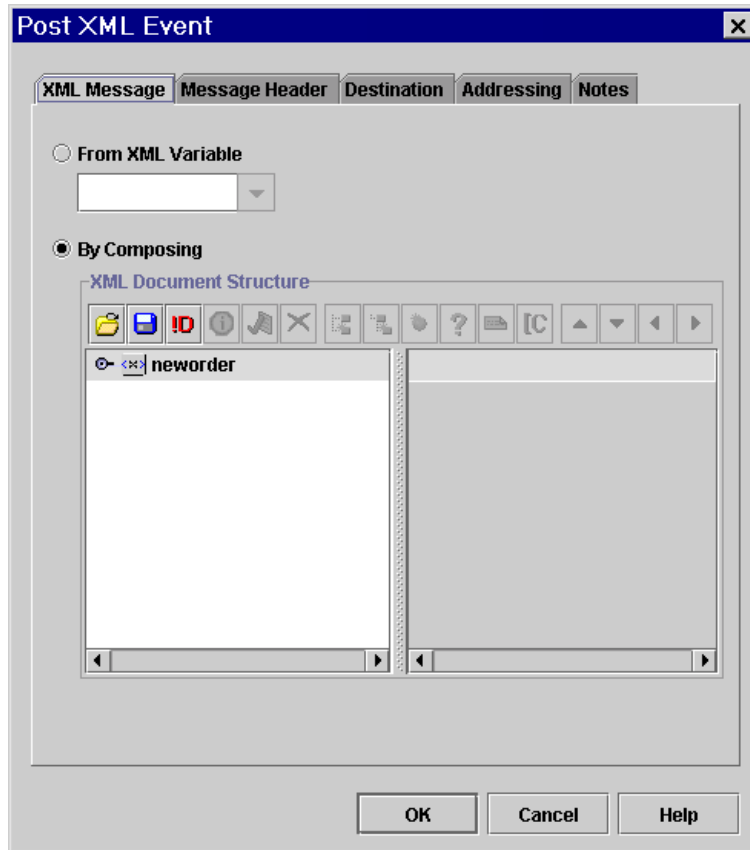 Post XML Event
XML Message Message Header Destination Addressing Notes
From XML Variable
By Composing
XML Document Structure
!D ? [C
<x> neworder
OK Cancel Help